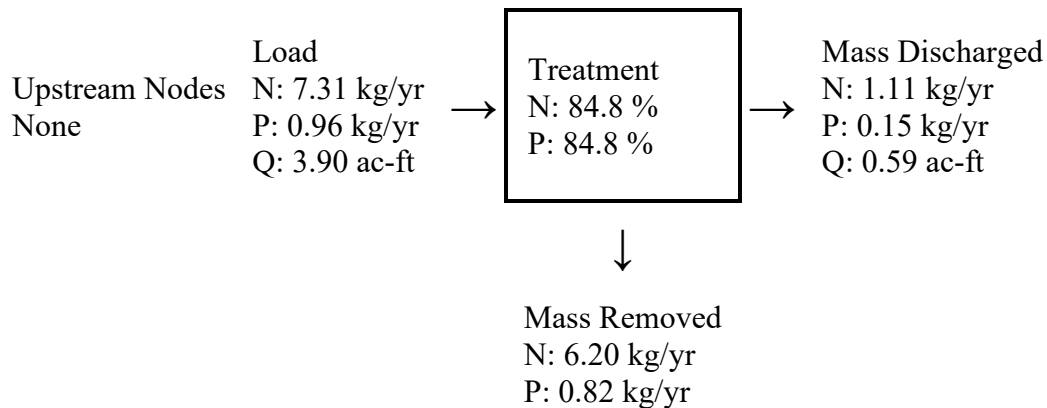 Upstream Nodes
None
Load
N: 7.31 kg/yr
P: 0.96 kg/yr
Q: 3.90 ac-ft
→
Treatment
N: 84.8 %
P: 84.8 %
→
Mass Discharged
N: 1.11 kg/yr
P: 0.15 kg/yr
Q: 0.59 ac-ft
↓
Mass Removed
N: 6.20 kg/yr
P: 0.82 kg/yr